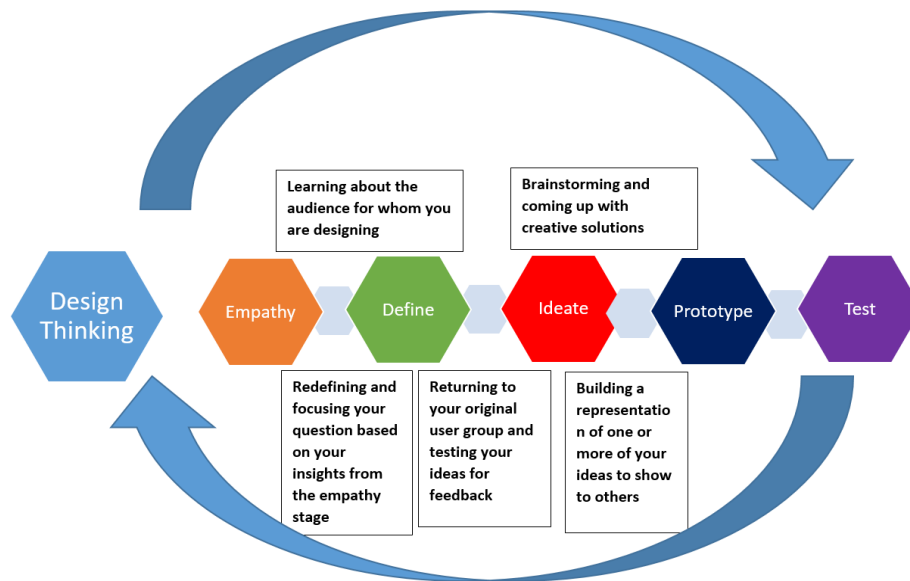 Learning about the
audience for whom you
are designing
Brainstorming and
coming up with
creative solutions
Design
Thinking
Empathy
Define
Ideate
Prototype
Test
Redefining and
focusing your
question based
on your
insights from
the empathy
stage
Returning to
your original
user group and
testing your
ideas for
feedback
Building a
representatio
n of one or
more of your
ideas to show
to others